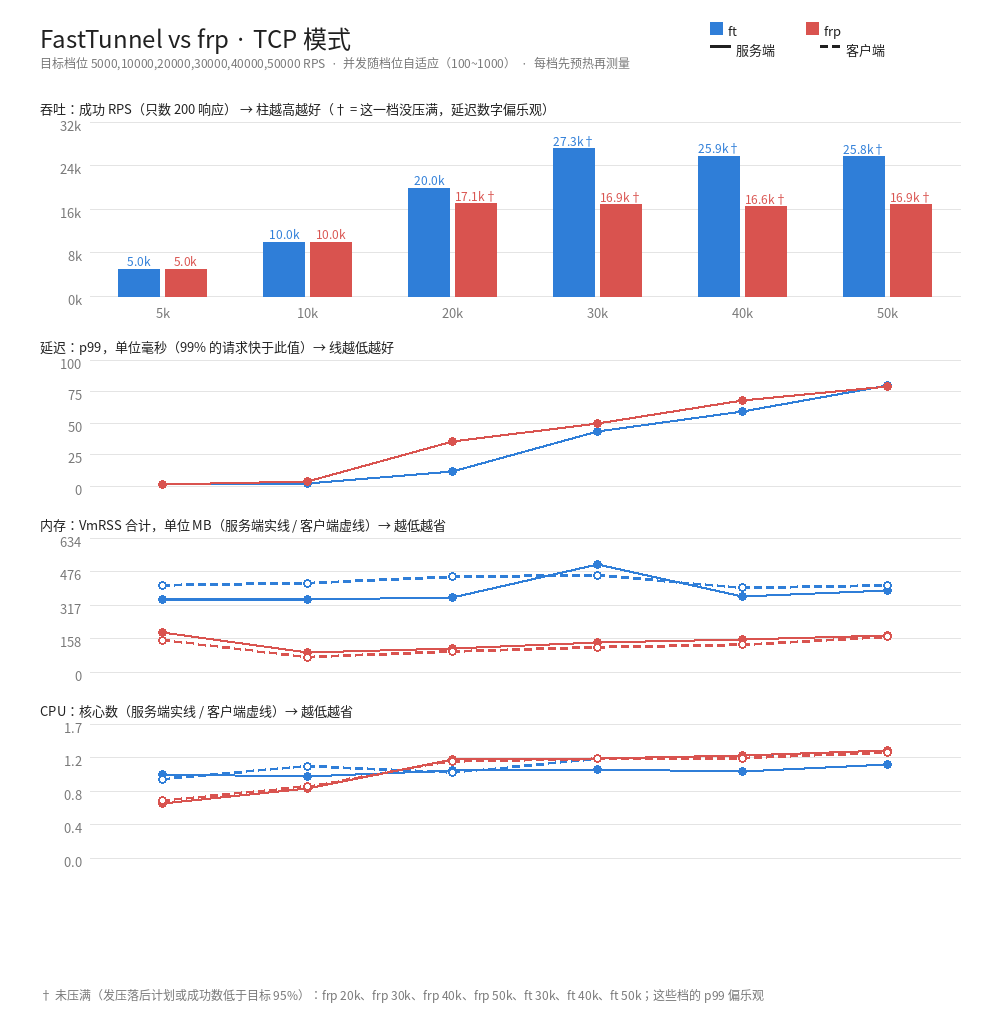 FastTunnel vs frp · TCP 模式
目标档位 5000,10000,20000,30000,40000,50000 RPS · 并发随档位自适应（100~1000） · 每档先预热再测量
ft
frp
服务端
客户端
吞吐：成功 RPS（只数 200 响应）→ 柱越高越好（† = 这一档没压满，延迟数字偏乐观）
32k
24k
16k
8k
0k
5.0k
5.0k
10.0k
10.0k
20.0k
17.1k †
27.3k †
16.9k †
25.9k †
16.6k †
25.8k †
16.9k †
5k
10k
20k
30k
40k
50k
延迟：p99，单位毫秒（99% 的请求快于此值）→ 线越低越好
100
75
50
25
0
内存：VmRSS 合计，单位 MB（服务端实线 / 客户端虚线）→ 越低越省
634
476
317
158
0
CPU：核心数（服务端实线 / 客户端虚线）→ 越低越省
1.7
1.2
0.8
0.4
0.0
† 未压满（发压落后计划或成功数低于目标 95%）：frp 20k、frp 30k、frp 40k、frp 50k、ft 30k、ft 40k、ft 50k；这些档的 p99 偏乐观